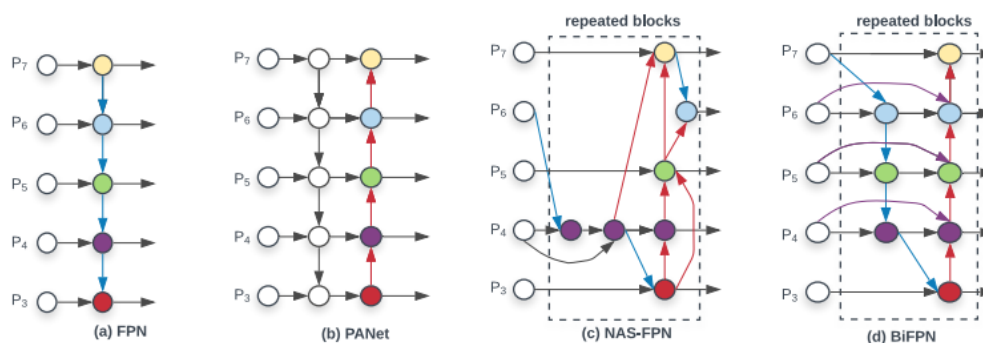 repeated blocks
repeated blocks
P7
P6
P5
P4
P3
(a) FPN
P7
P6
P5
P4
P3
(b) PANet
P7
P6
P5
P4
P3
(c) NAS-FPN
P7
P6
P5
P4
P3
(d) BiFPN